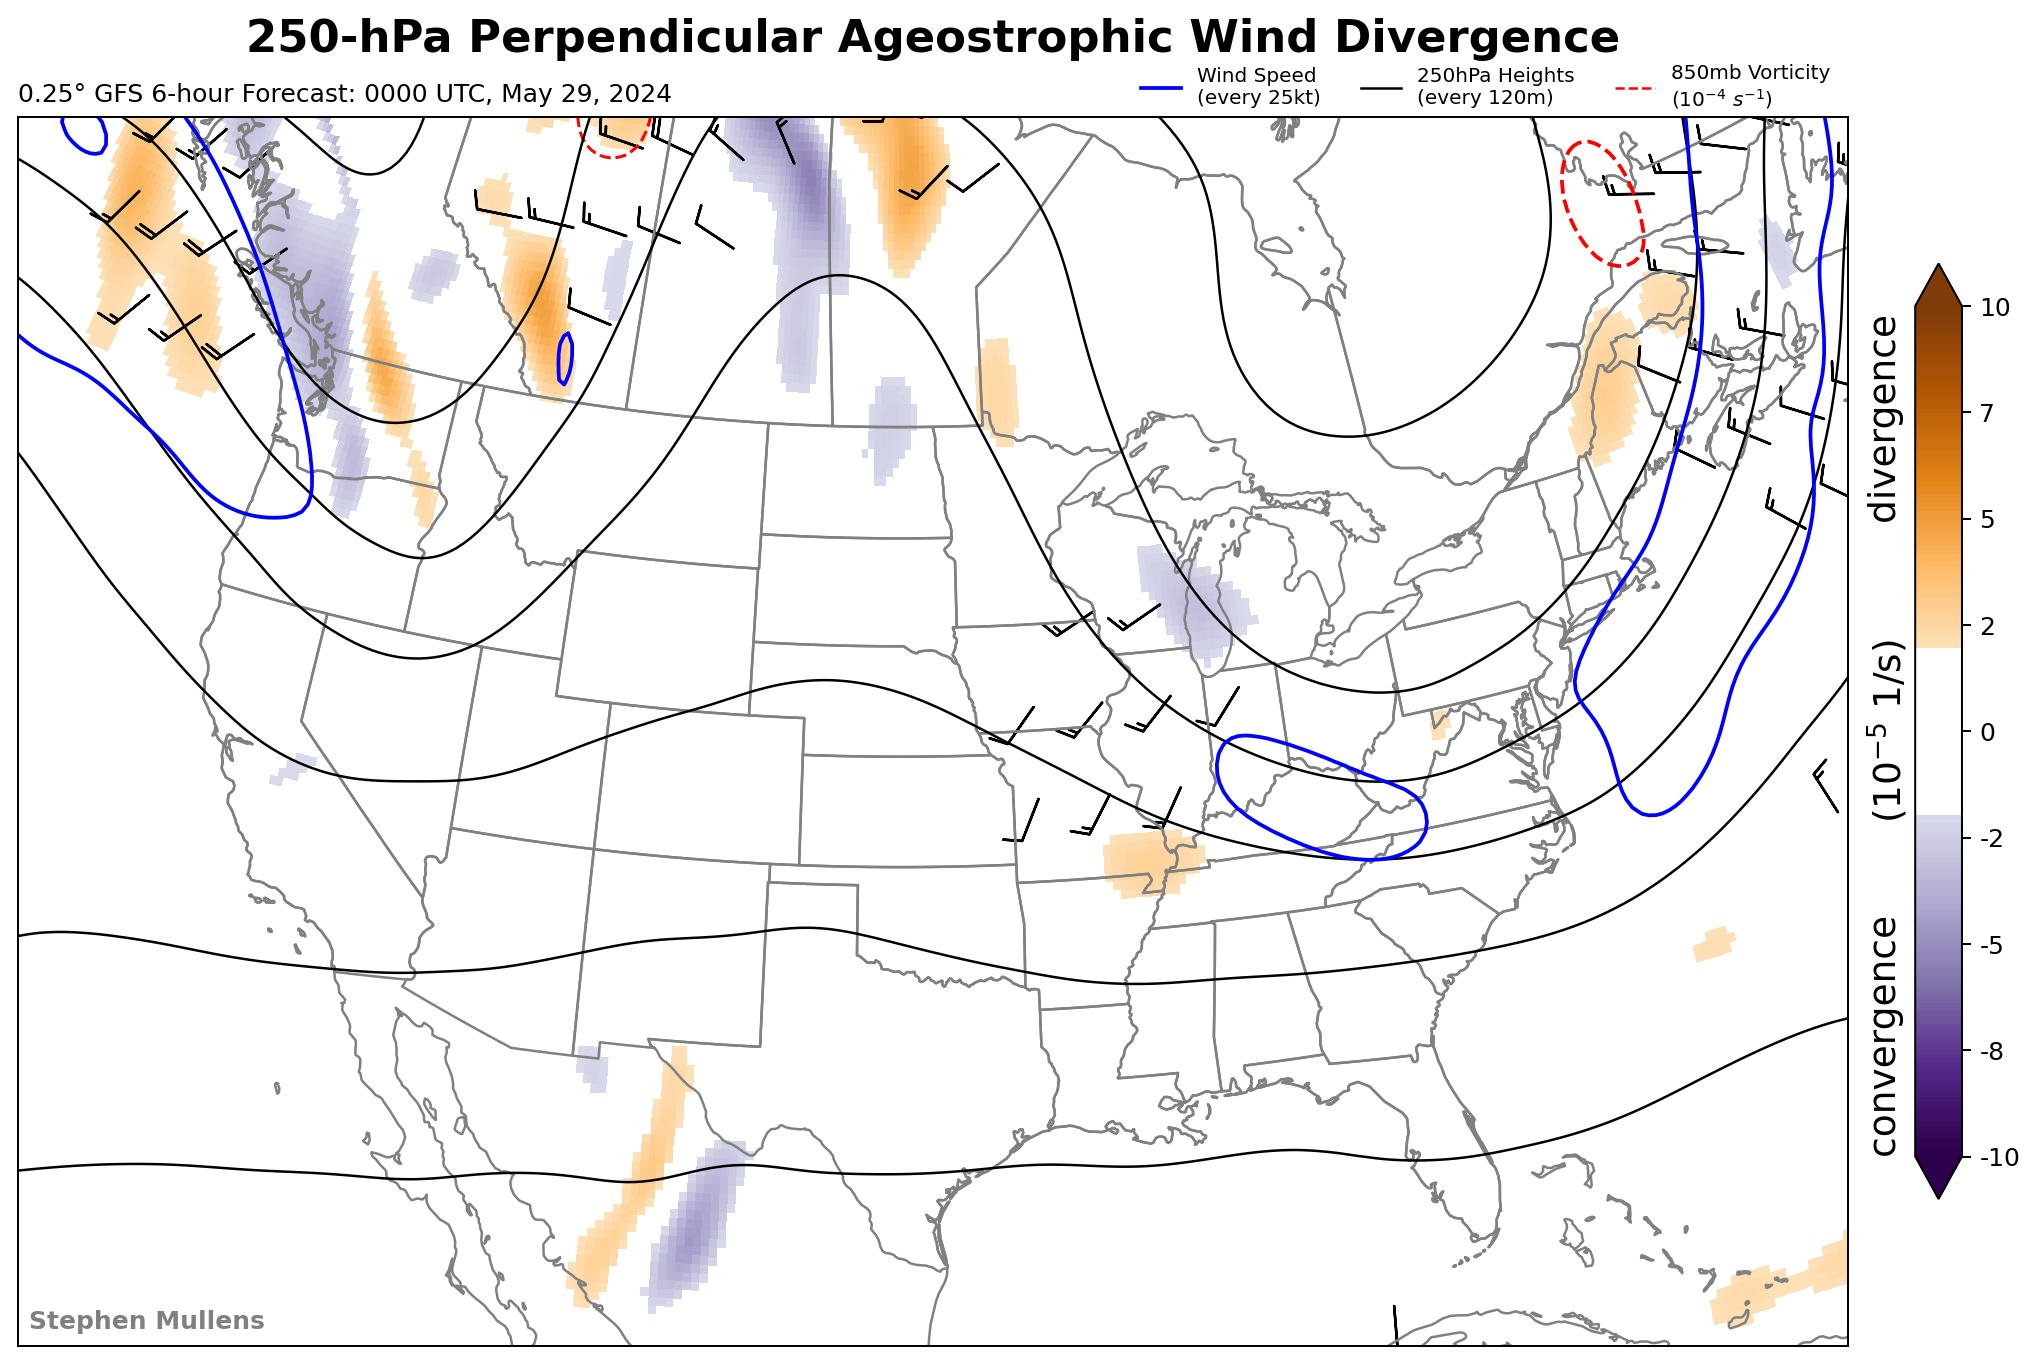 250-hPa Perpendicular Ageostrophic Wind Divergence
0.25° GFS 6-hour Forecast: 0000 UTC, May 29, 2024
Wind Speed
(every 25kt)
250hPa Heights
(every 120m)
850mb Vorticity
(10⁻⁴ s⁻¹)
10
7
5
2
0
-2
-5
-8
-10
convergence (10⁻⁵ 1/s) divergence
Stephen Mullens